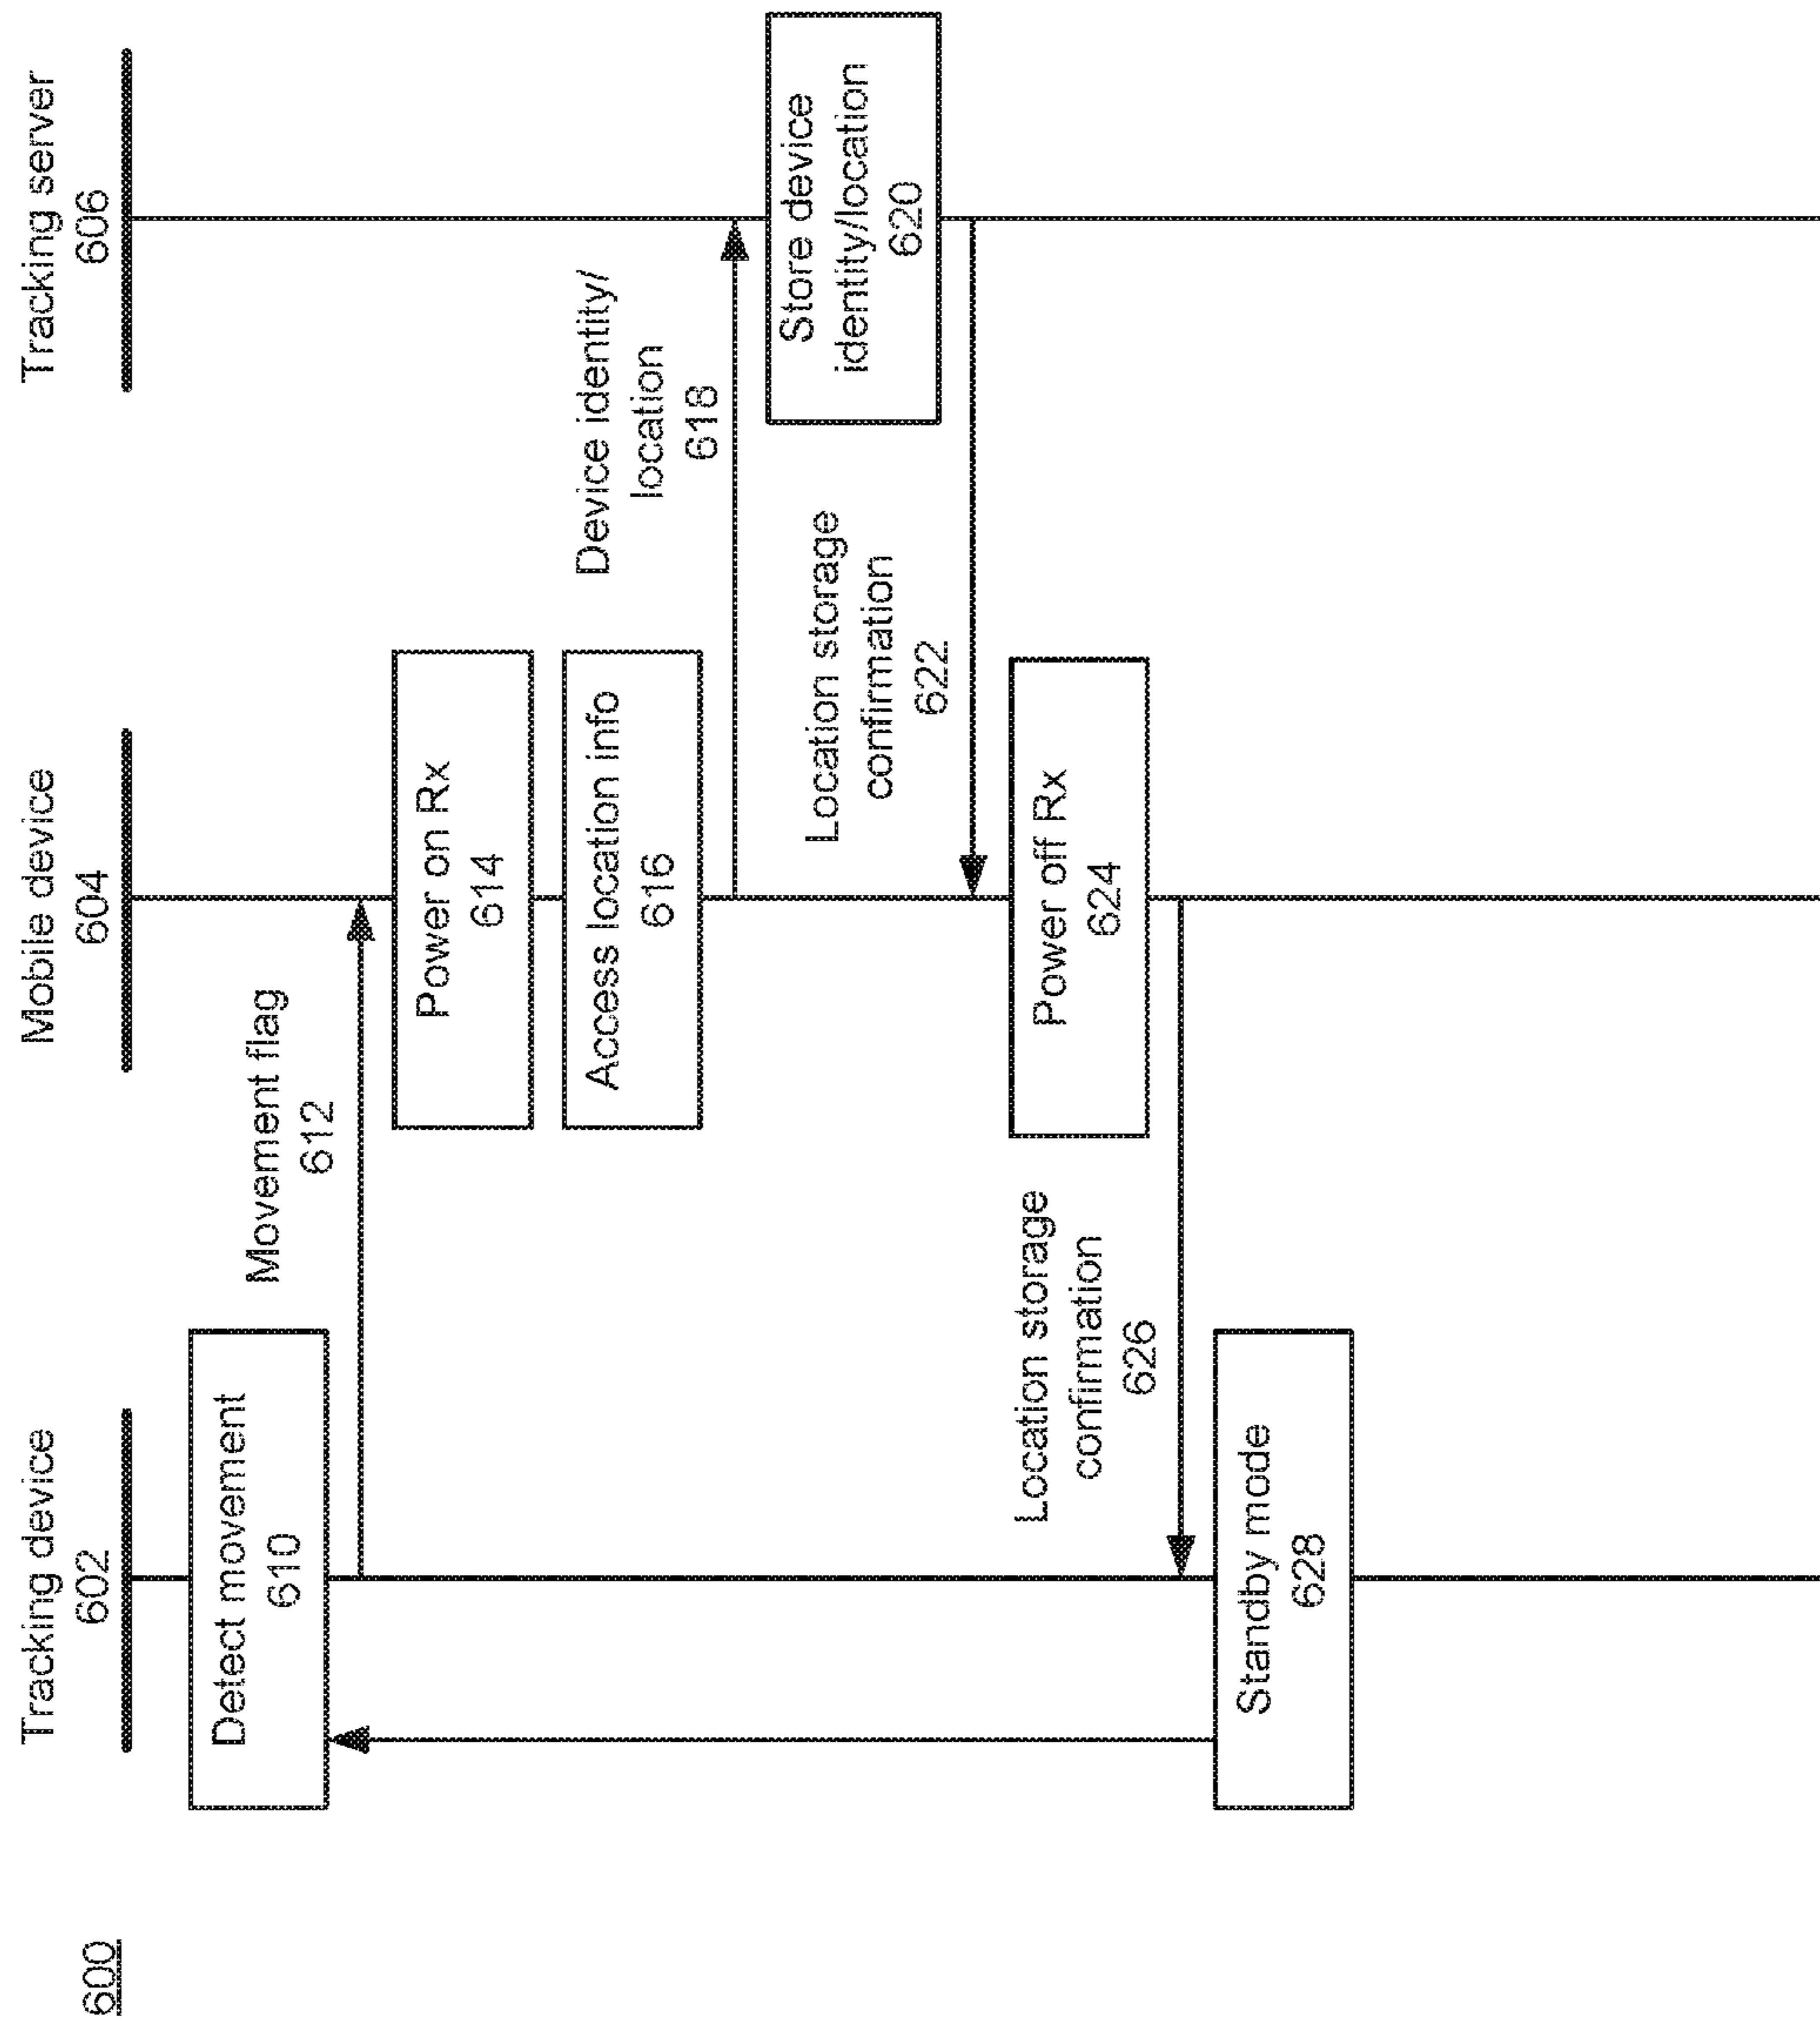 600
Tracking device
602
Mobile device
604
Tracking server
606
Detect movement
610
Movement flag
612
Power on Rx
614
Access location info
616
Device identity/
location
618
Store device
identity/location
620
Location storage
confirmation
622
Power off Rx
624
Location storage
confirmation
626
Standby mode
628